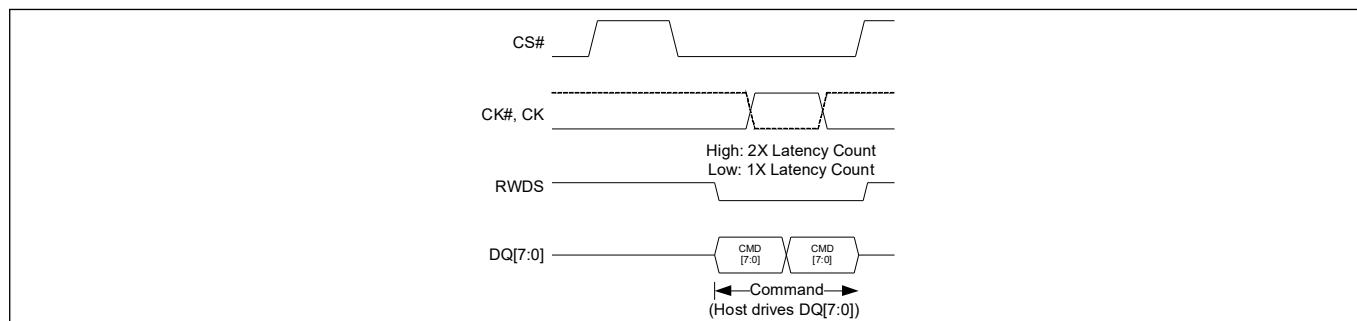 CS#
CK#, CK
High: 2X Latency Count
Low: 1X Latency Count
RWDS
DQ[7:0]
CMD
[7:0]
CMD
[7:0]
Command
(Host drives DQ[7:0])